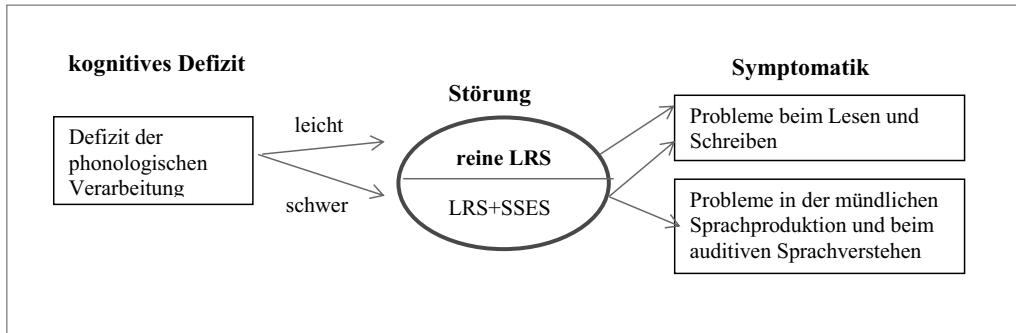 kognitives Defizit
Defizit der
phonologischen
Verarbeitung
leicht
schwer
Störung
reine LRS
LRS+SSES
Symptomatik
Probleme beim Lesen und
Schreiben
Probleme in der mündlichen
Sprachproduktion und beim
auditiven Sprachverstehen